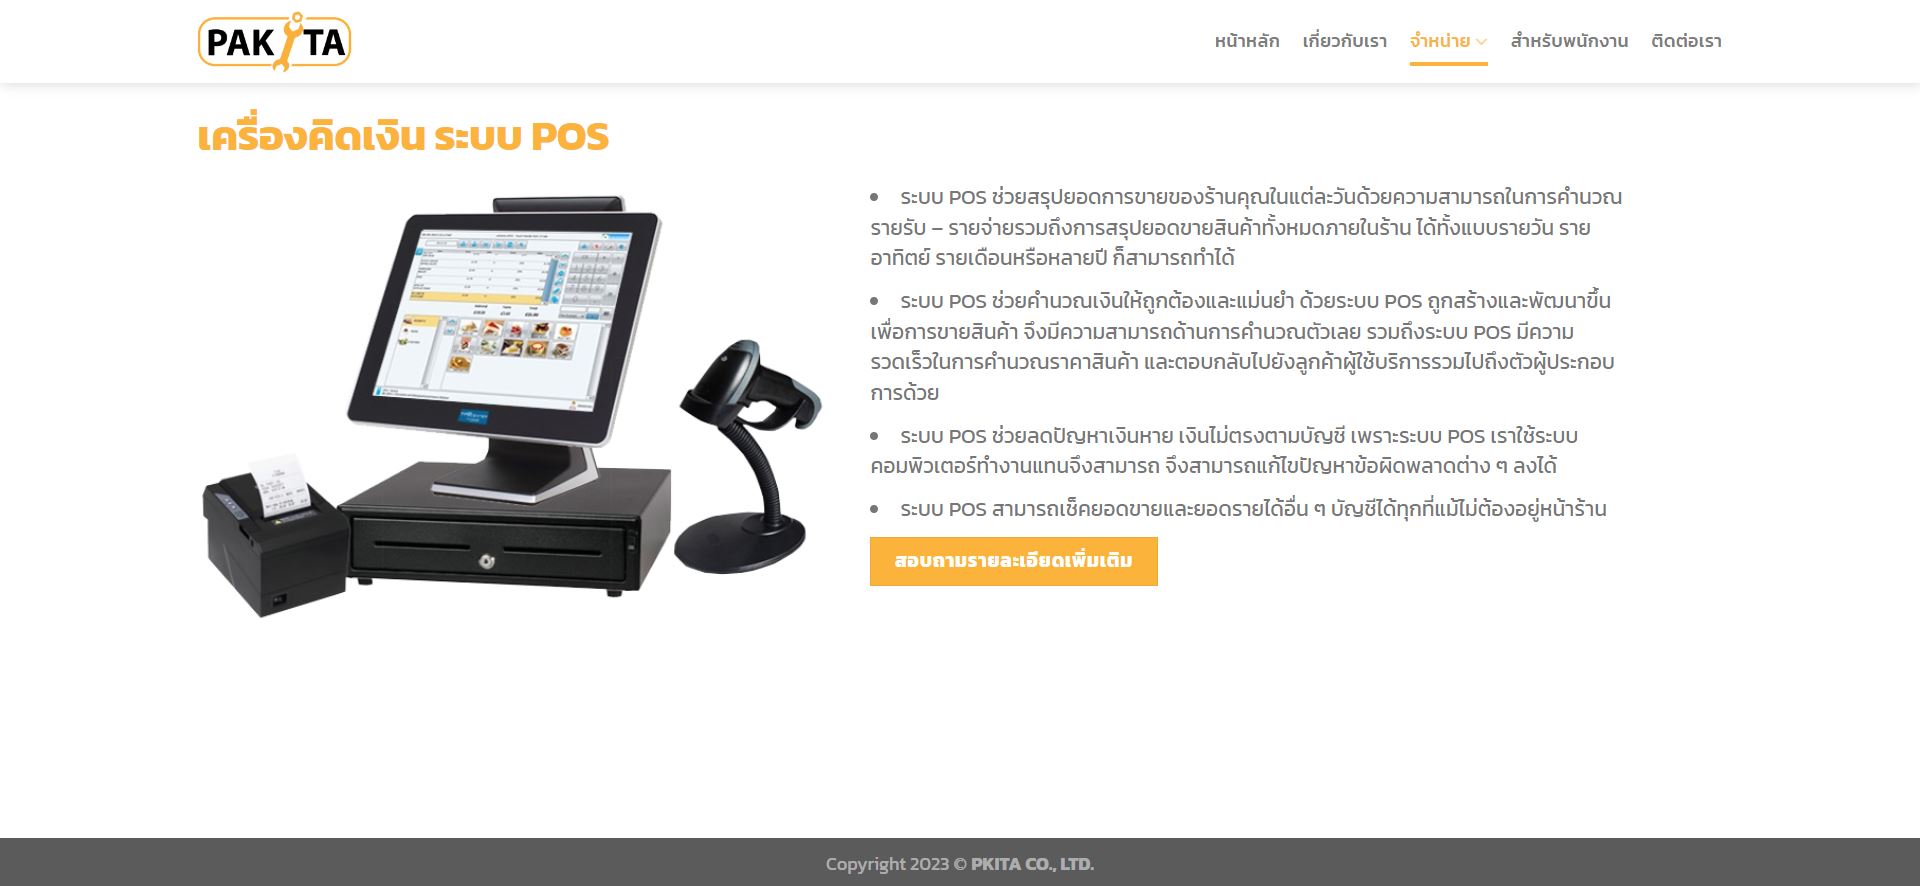 PAKITA
หน้าหลัก เกี่ยวกับเรา จำหน่าย สำหรับพนักงาน ติดต่อเรา
เครื่องคิดเงิน ระบบ POS
• ระบบ POS ช่วยสรุปยอดการขายของร้านคุณในแต่ละวันด้วยความสามารถในการคำนวณ
รายรับ – รายจ่ายรวมถึงการสรุปยอดขายสินค้าทั้งหมดภายในร้าน ได้ทั้งแบบรายวัน ราย
อาทิตย์ รายเดือนหรือหลายปี ก็สามารถทำได้
• ระบบ POS ช่วยคำนวณเงินให้ถูกต้องและแม่นยำ ด้วยระบบ POS ถูกสร้างและพัฒนาขึ้น
เพื่อการขายสินค้า จึงมีความสามารถด้านการคำนวณตัวเลย รวมถึงระบบ POS มีความ
รวดเร็วในการคำนวณราคาสินค้า และตอบกลับไปยังลูกค้าผู้ใช้บริการรวมไปถึงตัวผู้ประกอบ
การด้วย
• ระบบ POS ช่วยลดปัญหาเงินหาย เงินไม่ตรงตามบัญชี เพราะระบบ POS เราใช้ระบบ
คอมพิวเตอร์ทำงานแทนจึงสามารถ จึงสามารถแก้ไขปัญหาข้อผิดพลาดต่าง ๆ ลงได้
• ระบบ POS สามารถเช็คยอดขายและยอดรายได้อื่น ๆ บัญชีได้ทุกที่แม้ไม่ต้องอยู่หน้าร้าน
สอบถามรายละเอียดเพิ่มเติม
Copyright 2023 © PKITA CO., LTD.